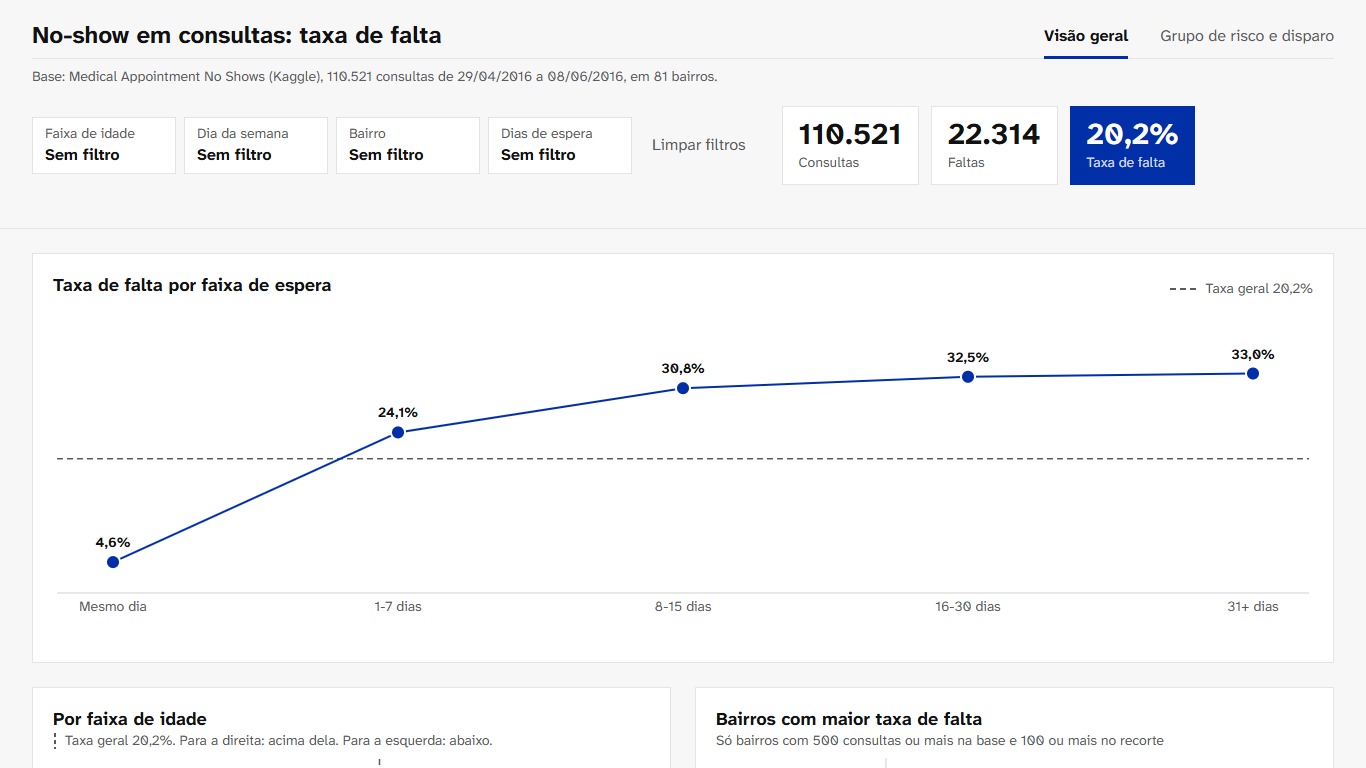 No-show em consultas: taxa de falta
Visão geral
Grupo de risco e disparo
Base: Medical Appointment No Shows (Kaggle), 110.521 consultas de 29/04/2016 a 08/06/2016, em 81 bairros.
Faixa de idade
Sem filtro
Dia da semana
Sem filtro
Bairro
Sem filtro
Dias de espera
Sem filtro
Limpar filtros
110.521
Consultas
22.314
Faltas
20,2%
Taxa de falta
Taxa de falta por faixa de espera
Taxa geral 20,2%
4,6%
24,1%
30,8%
32,5%
33,0%
Mesmo dia
1-7 dias
8-15 dias
16-30 dias
31+ dias
Por faixa de idade
Taxa geral 20,2%. Para a direita: acima dela. Para a esquerda: abaixo.
Bairros com maior taxa de falta
Só bairros com 500 consultas ou mais na base e 100 ou mais no recorte